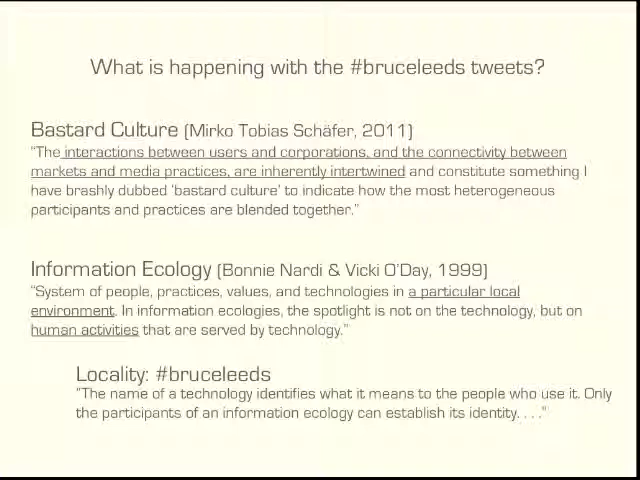 What is happening with the #bruceleeds tweets?
Bastard Culture (Mirko Tobias Schäfer, 2011)
“The interactions between users and corporations, and the connectivity between
markets and media practices, are inherently intertwined and constitute something I
have brashly dubbed ‘bastard culture’ to indicate how the most heterogeneous
participants and practices are blended together.”
Information Ecology (Bonnie Nardi & Vicki O’Day, 1999)
“System of people, practices, values, and technologies in a particular local
environment. In information ecologies, the spotlight is not on the technology, but on
human activities that are served by technology.”
Locality: #bruceleeds
“The name of a technology identifies what it means to the people who use it. Only
the participants of an information ecology can establish its identity. . . .”